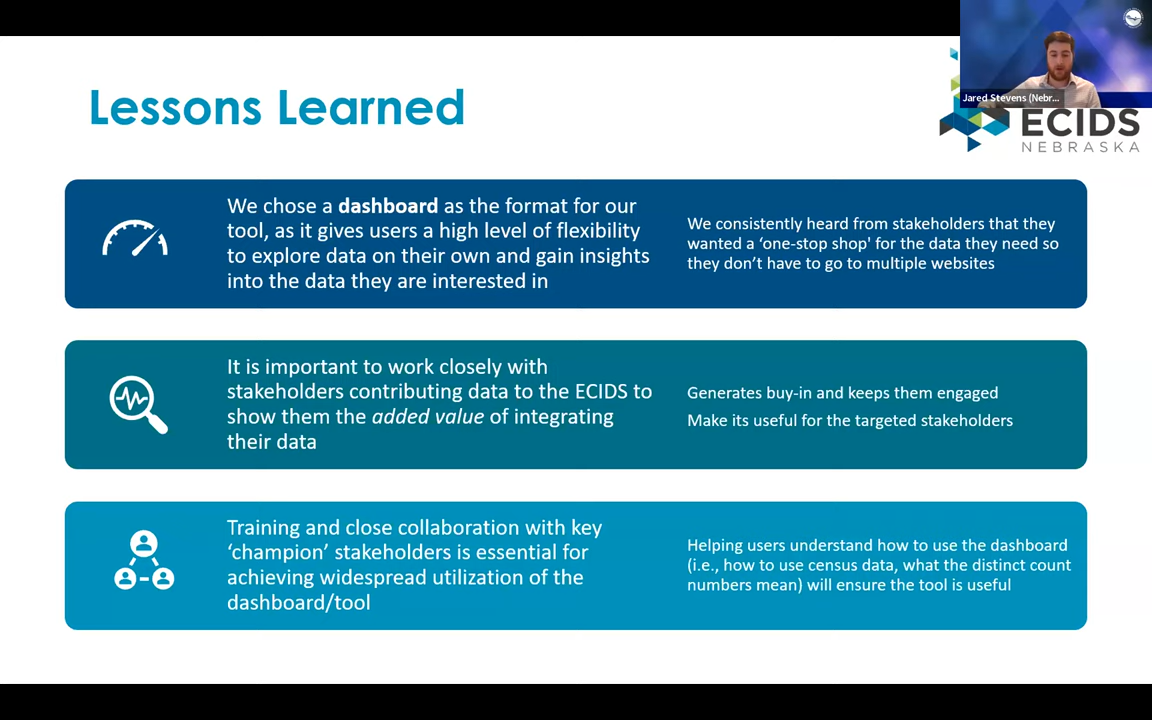 Lessons Learned
Jared Stevens (Nebr...
ECIDS
NEBRASKA
We chose a dashboard as the format for our
tool, as it gives users a high level of flexibility
to explore data on their own and gain insights
into the data they are interested in
We consistently heard from stakeholders that they
wanted a ‘one-stop shop' for the data they need so
they don’t have to go to multiple websites
It is important to work closely with
stakeholders contributing data to the ECIDS to
show them the added value of integrating
their data
Generates buy-in and keeps them engaged
Make its useful for the targeted stakeholders
Training and close collaboration with key
‘champion’ stakeholders is essential for
achieving widespread utilization of the
dashboard/tool
Helping users understand how to use the dashboard
(i.e., how to use census data, what the distinct count
numbers mean) will ensure the tool is useful